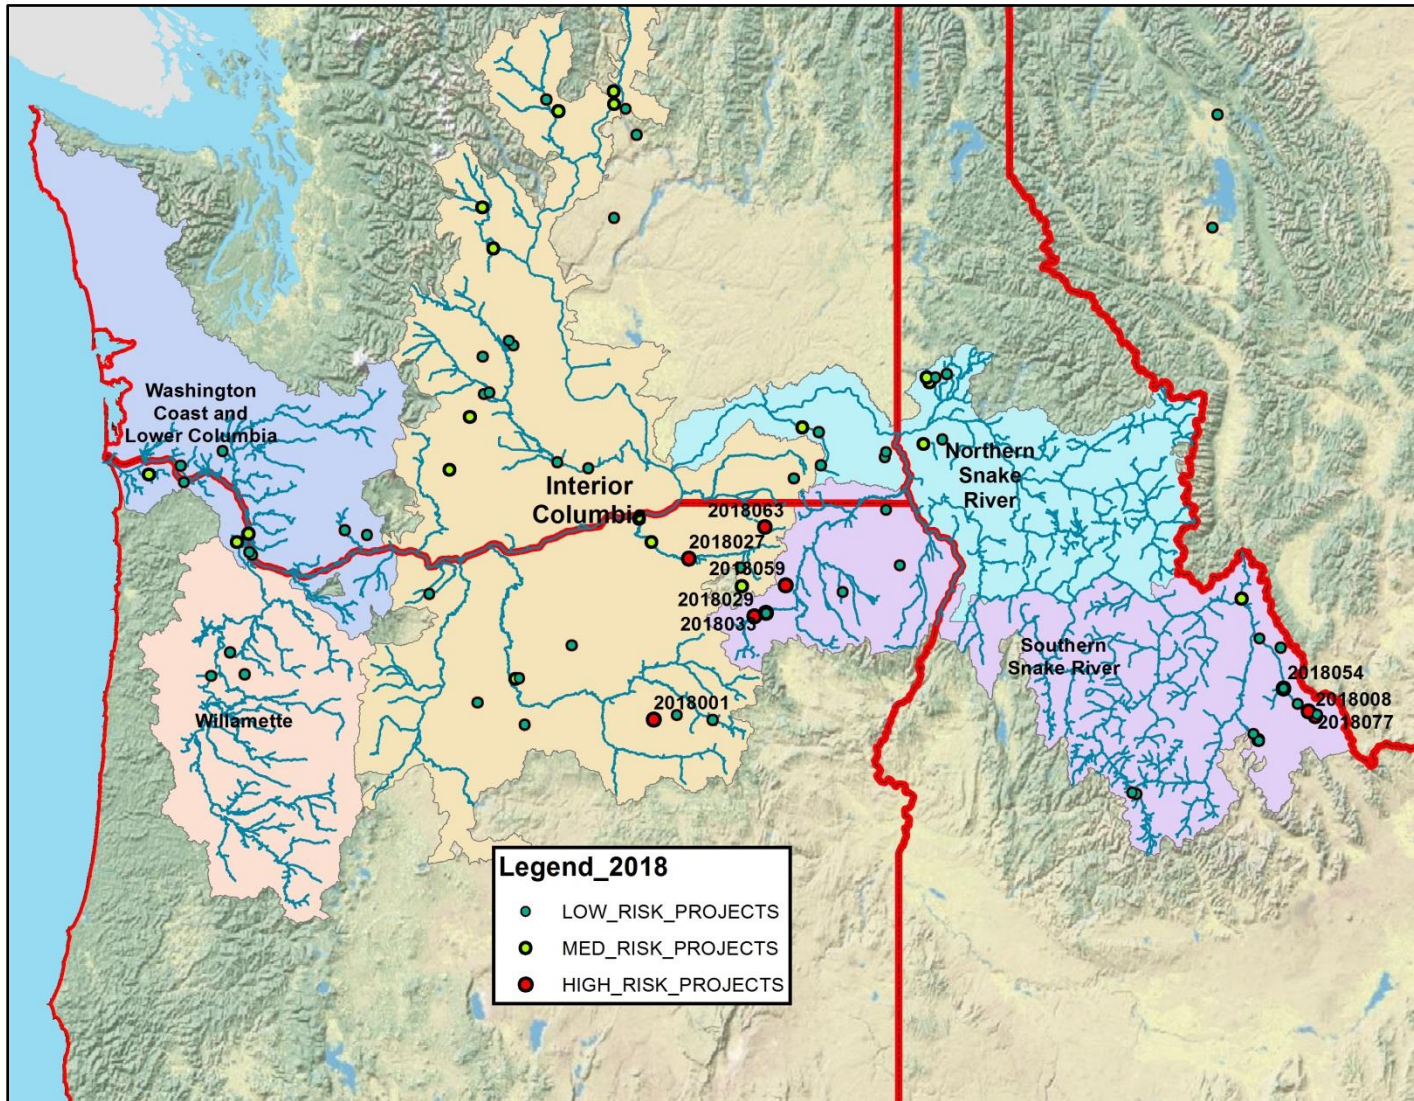 Washington
Coast and
Lower Columbia
Interior
Columbia
Northern
Snake
River
2018063
2018027
2018059
2018029
2018033
Southern
Snake River
2018054
2018008
2018077
2018001
Willamette
Legend_2018
LOW_RISK_PROJECTS
MED_RISK_PROJECTS
HIGH_RISK_PROJECTS